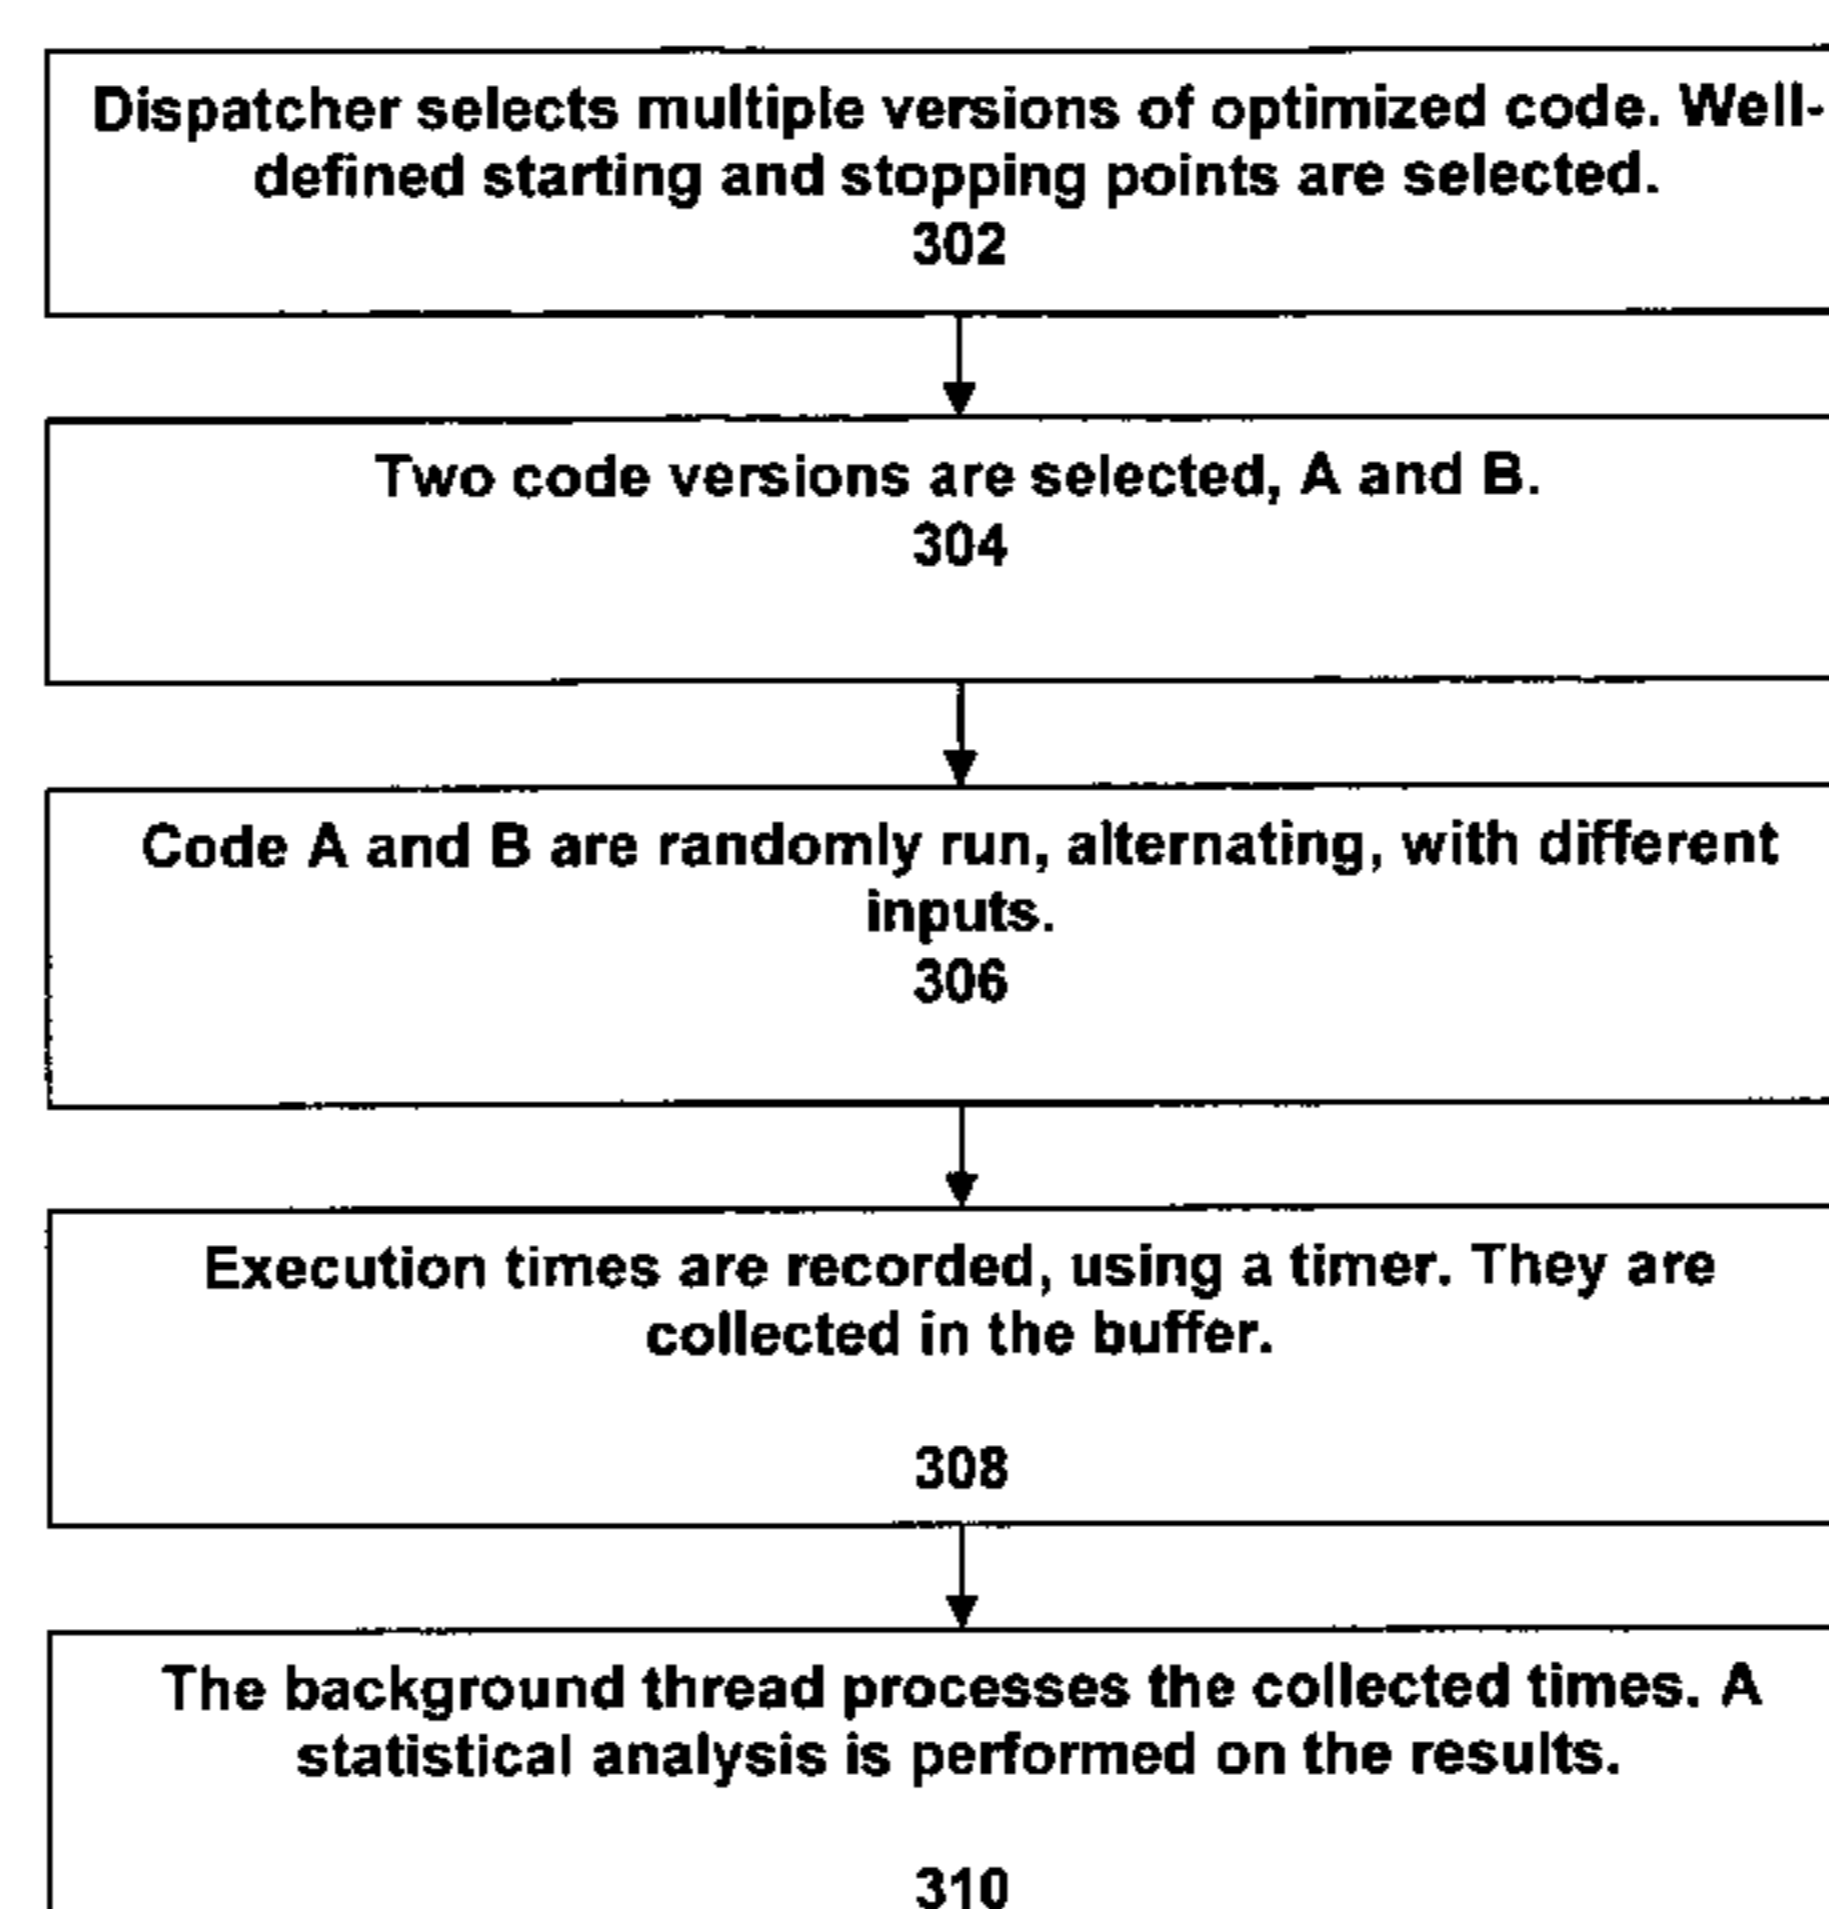 Dispatcher selects multiple versions of optimized code. Well-
defined starting and stopping points are selected.
302
Two code versions are selected, A and B.
304
Code A and B are randomly run, alternating, with different
inputs.
306
Execution times are recorded, using a timer. They are
collected in the buffer.
308
The background thread processes the collected times. A
statistical analysis is performed on the results.
310